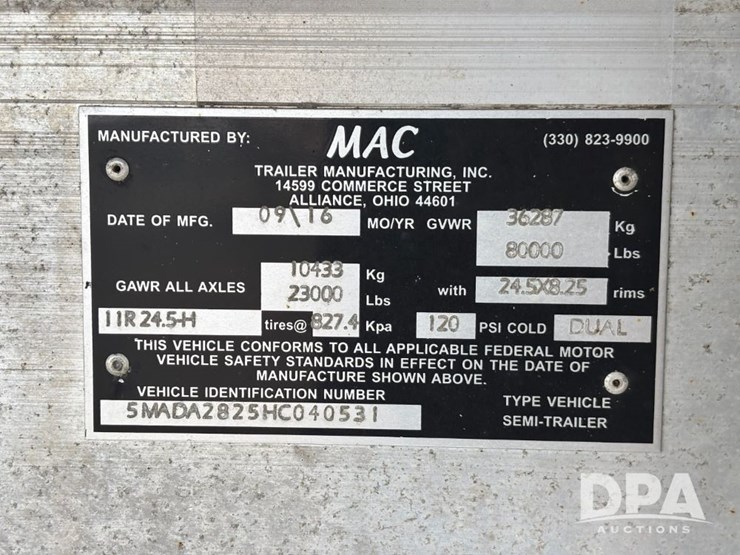 MANUFACTURED BY: MAC (330) 823-9900
TRAILER MANUFACTURING, INC.
14599 COMMERCE STREET
ALLIANCE, OHIO 44601
DATE OF MFG. 09\16 MO/YR GVWR 36287 Kg
80000 Lbs
GAWR ALL AXLES 10433 Kg
23000 Lbs with 24.5X8.25 rims
11R24.5-H tires@ 827.4 Kpa 120 PSI COLD DUAL
THIS VEHICLE CONFORMS TO ALL APPLICABLE FEDERAL MOTOR
VEHICLE SAFETY STANDARDS IN EFFECT ON THE DATE OF
MANUFACTURE SHOWN ABOVE.
VEHICLE IDENTIFICATION NUMBER TYPE VEHICLE
5MADA2825HC040531 SEMI-TRAILER
DPA
AUCTIONS